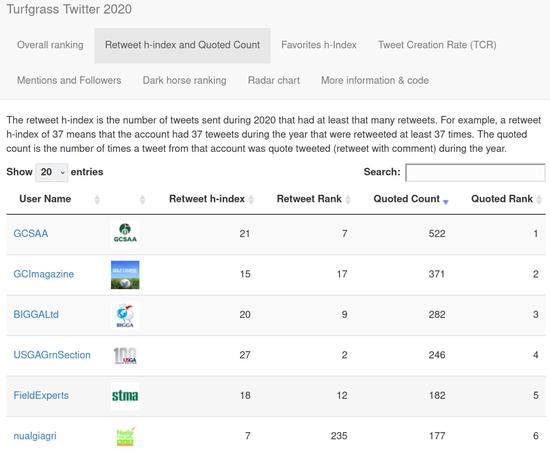 Turfgrass Twitter 2020
Overall ranking Retweet h-index and Quoted Count Favorites h-Index Tweet Creation Rate (TCR)
Mentions and Followers Dark horse ranking Radar chart More information & code
The retweet h-index is the number of tweets sent during 2020 that had at least that many retweets. For example, a retweet
h-index of 37 means that the account had 37 teweets during the year that were retweeted at least 37 times. The quoted
count is the number of times a tweet from that account was quote tweeted (retweet with comment) during the year.
Show 20 entries Search:
User Name Retweet h-index Retweet Rank Quoted Count Quoted Rank
GCSAA GCSAA 21 7 522 1
GCImagazine 15 17 371 2
BIGGALtd BIGGA 20 9 282 3
USGAGrnSection 100 USGA 27 2 246 4
FieldExperts stma 18 12 182 5
nualgiagri 7 235 177 6